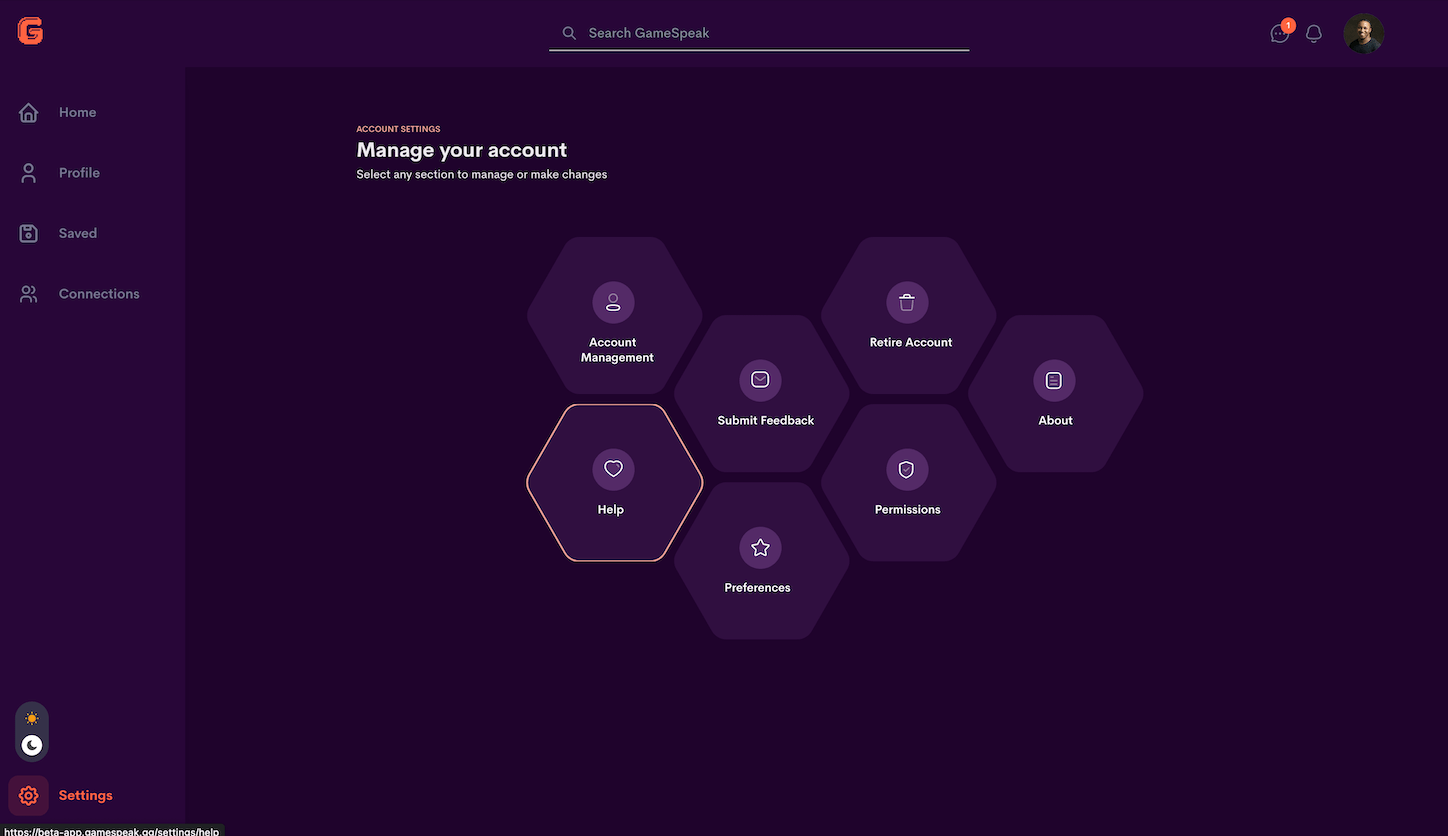 Search GameSpeak
1
Home
Profile
Saved
Connections
Settings
ACCOUNT SETTINGS
Manage your account
Select any section to manage or make changes
Account
Management
Retire Account
Submit Feedback
About
Help
Permissions
Preferences
https://beta-app.gamespeak.gg/settings/help